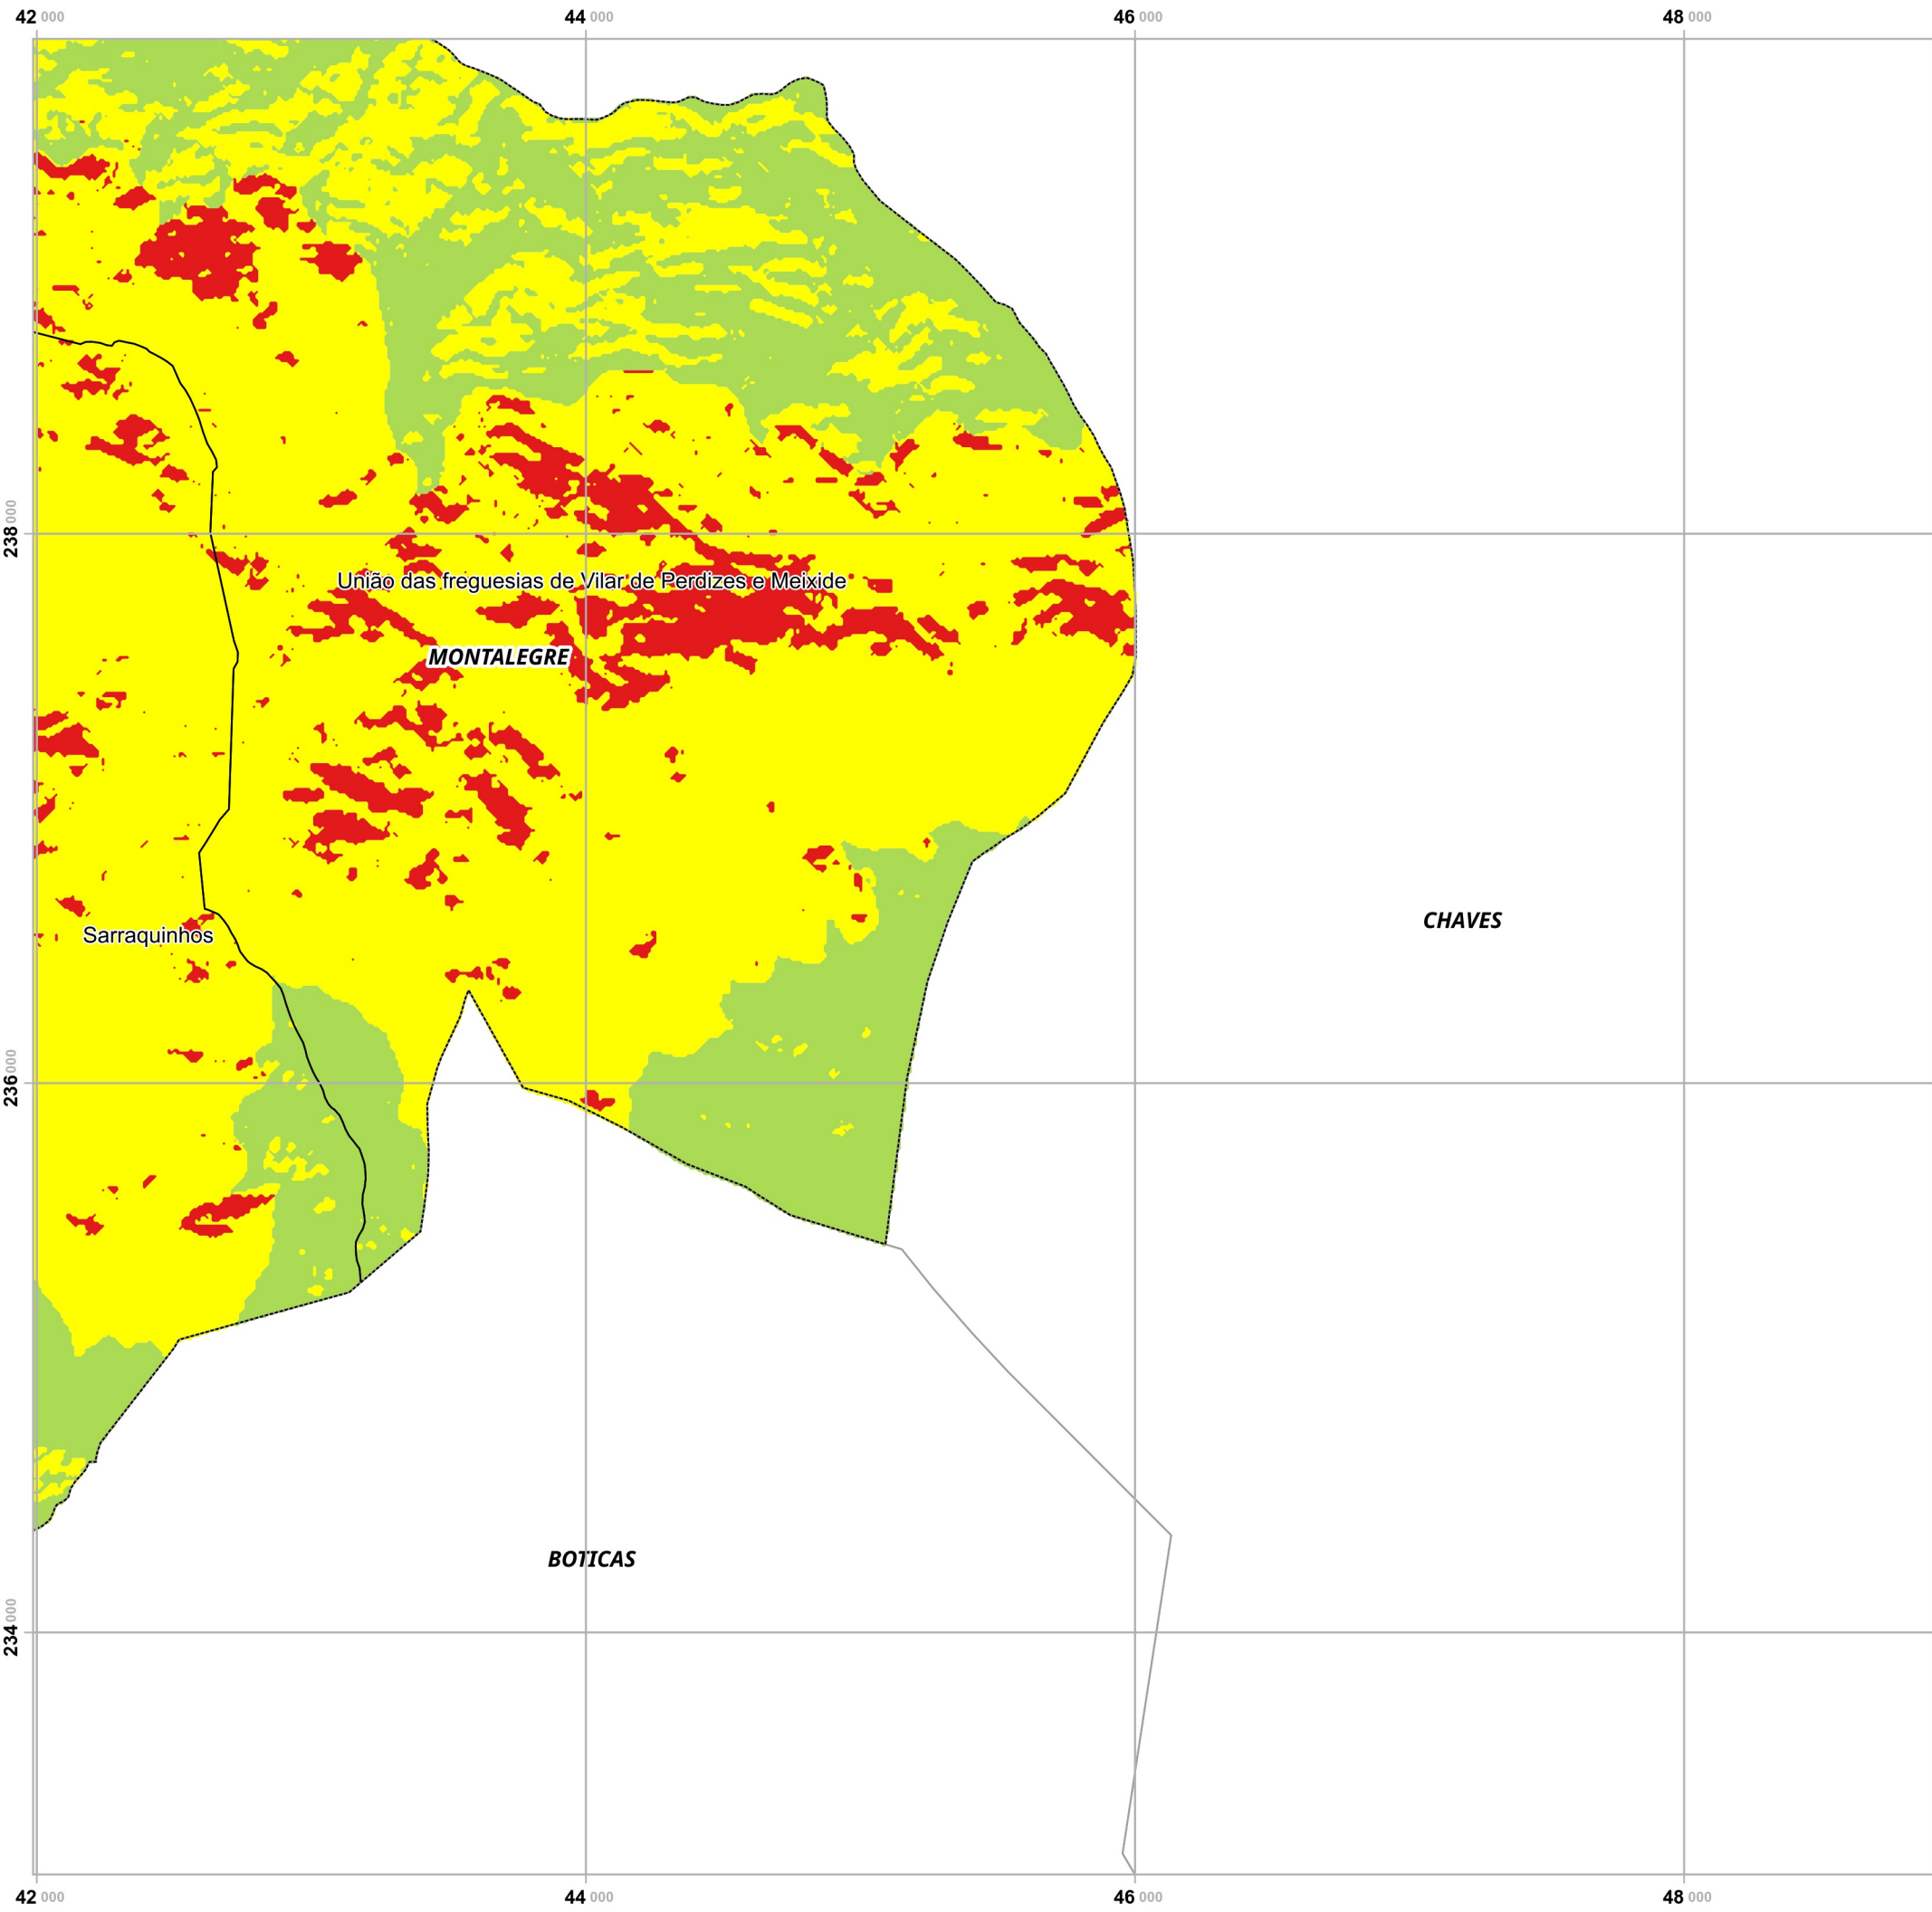 42 000 44 000 46 000 48 000
238 000
União das freguesias de Vilar de Perdizes e Meixide
MONTALEGRE
CHAVES
Sarraquinhos
236 000
BOTICAS
234 000
42 000 44 000 46 000 48 000